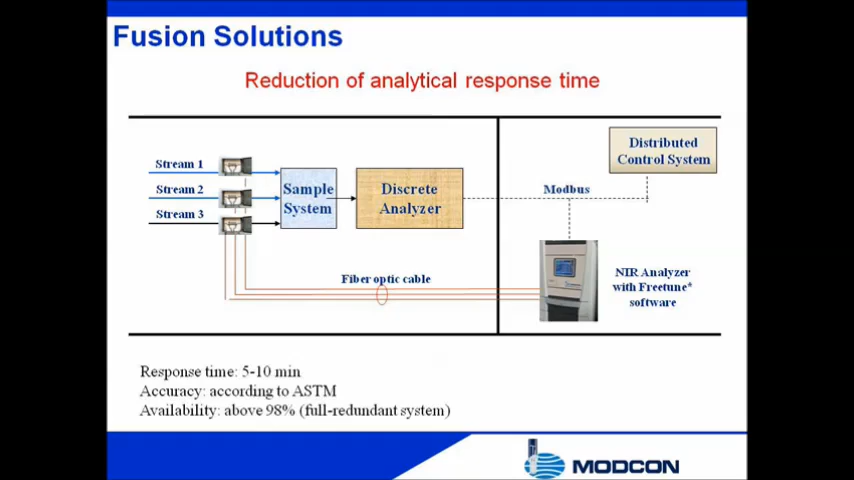 Fusion Solutions
Reduction of analytical response time
Stream 1
Stream 2
Stream 3
Sample
System
Discrete
Analyzer
Modbus
Distributed
Control System
Fiber optic cable
NIR Analyzer
with Freetune*
software
Response time: 5-10 min
Accuracy: according to ASTM
Availability: above 98% (full-redundant system)
MODCON